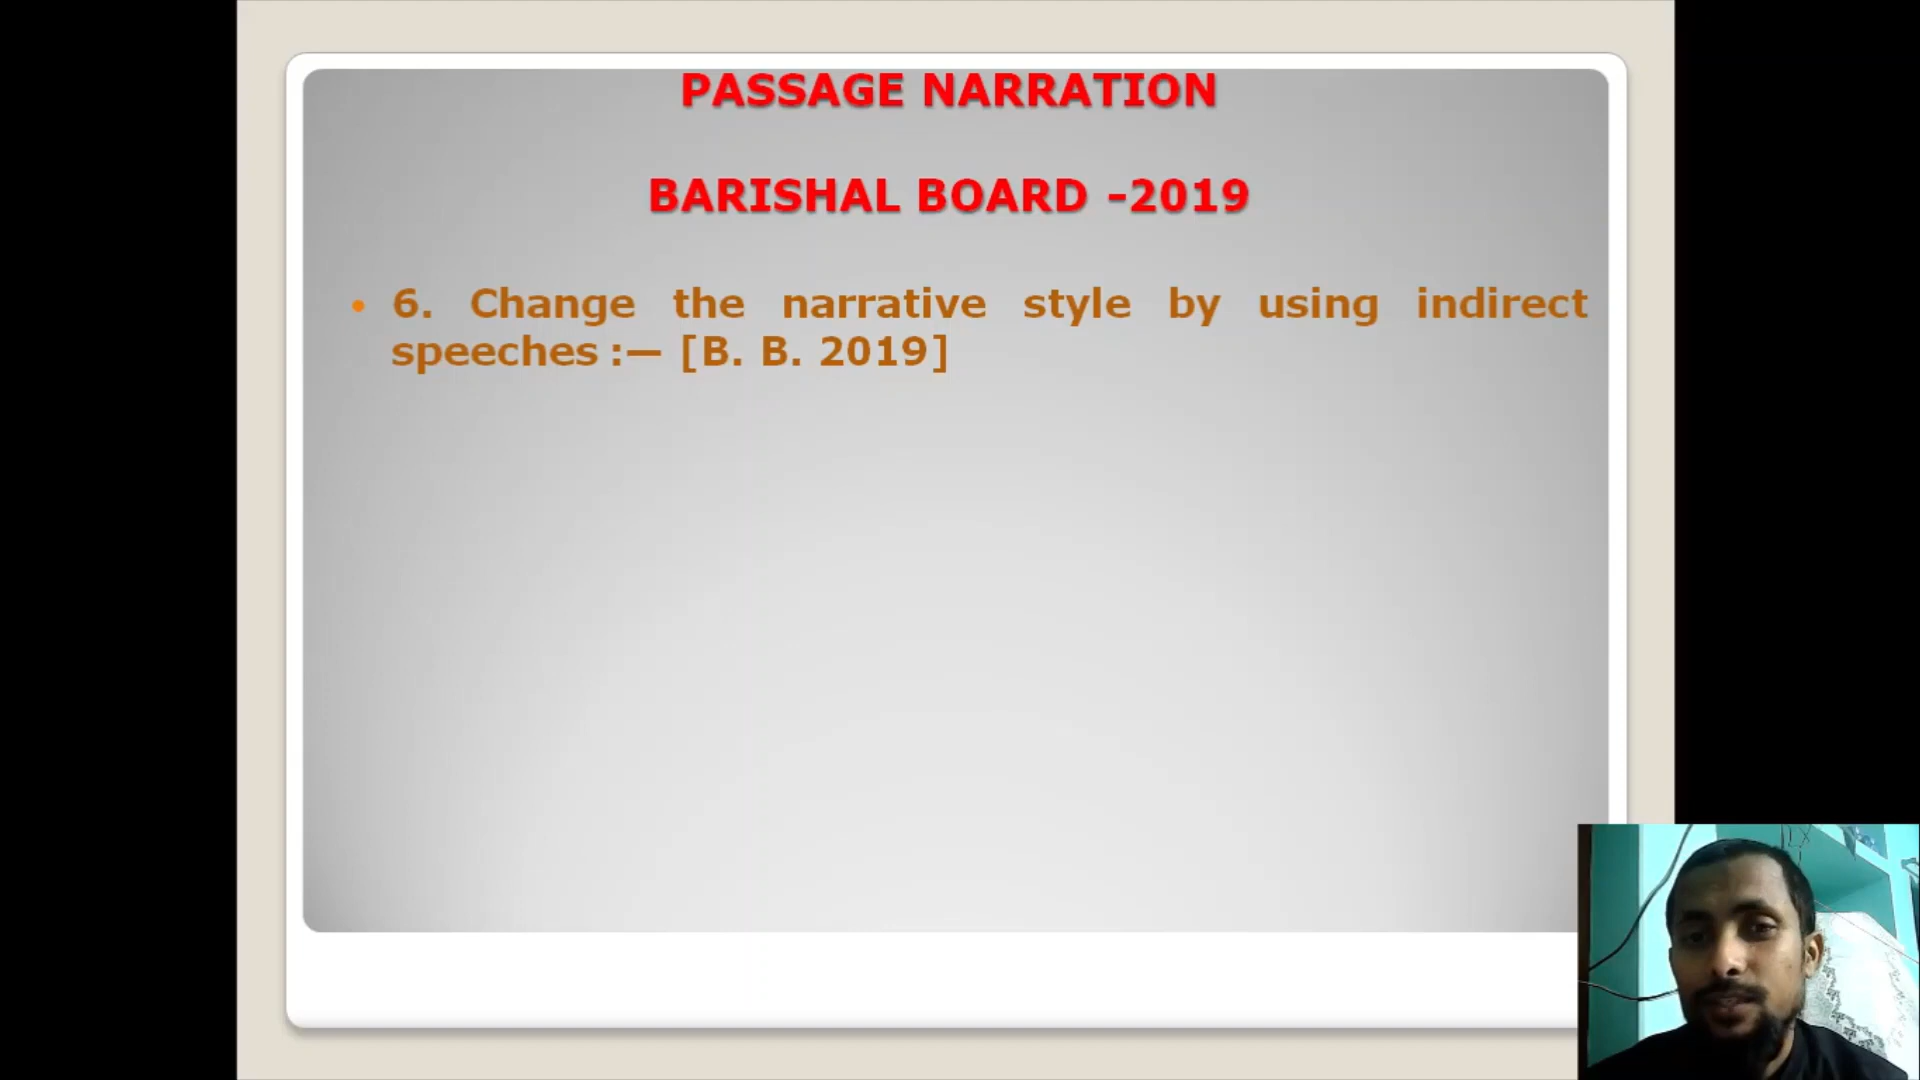 PASSAGE NARRATION
BARISHAL BOARD -2019
• 6. Change the narrative style by using indirect
speeches :— [B. B. 2019]